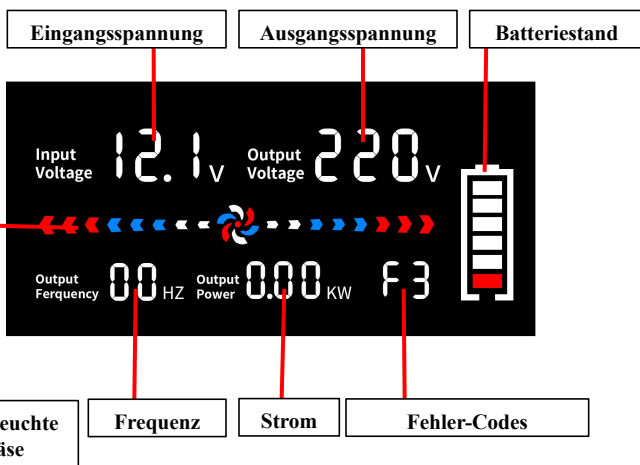 Eingangsspannung
Ausgangsspannung
Batteriestand
Input Voltage 12.1 V
Output Voltage 220 V
Output Ferquency 00 HZ
Output Power 0.00 KW
F3
Frequenz
Strom
Fehler-Codes